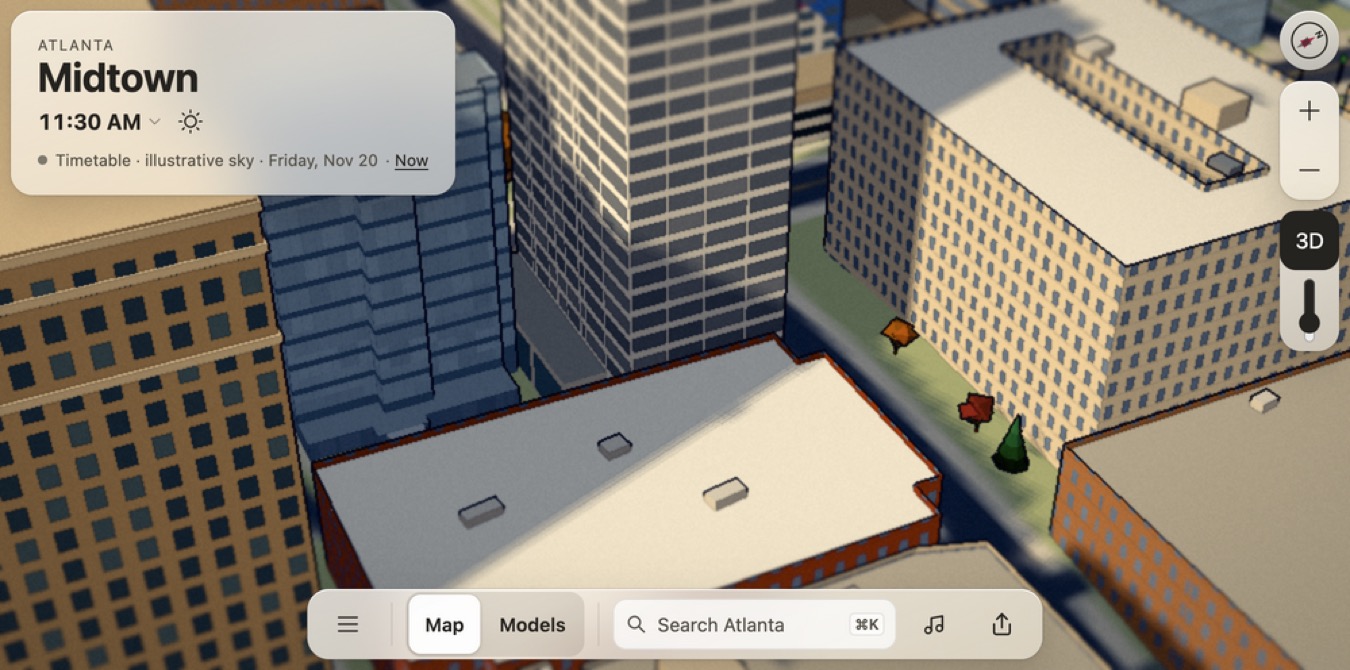 ATLANTA
Midtown
11:30 AM
Timetable · illustrative sky · Friday, Nov 20 · Now
N
+
−
3D
Map
Models
Search Atlanta
⌘K